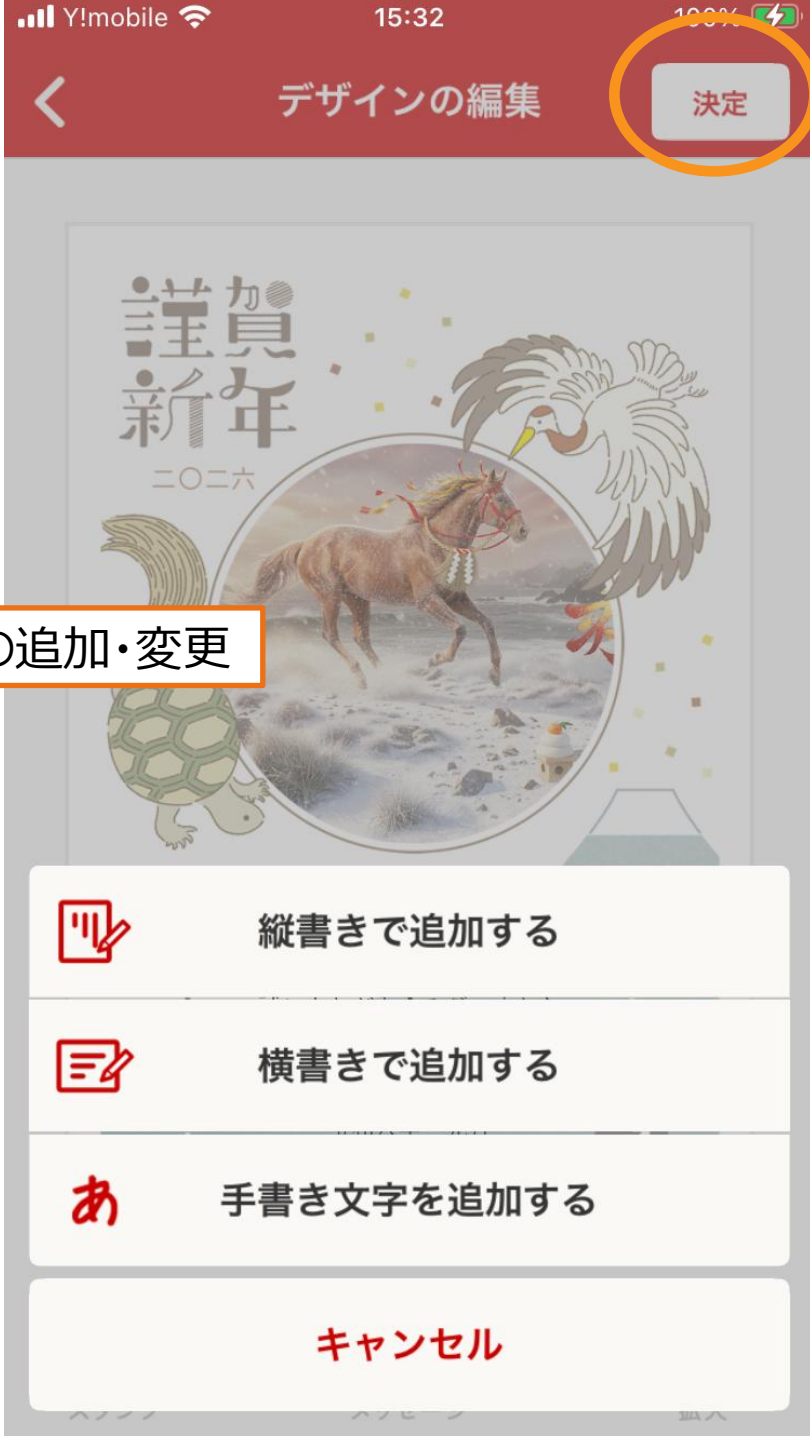 Y!mobile 15:32 100%
デザインの編集 決定
謹賀
新年
二〇二六
の追加・変更
縦書きで追加する
横書きで追加する
あ 手書き文字を追加する
キャンセル